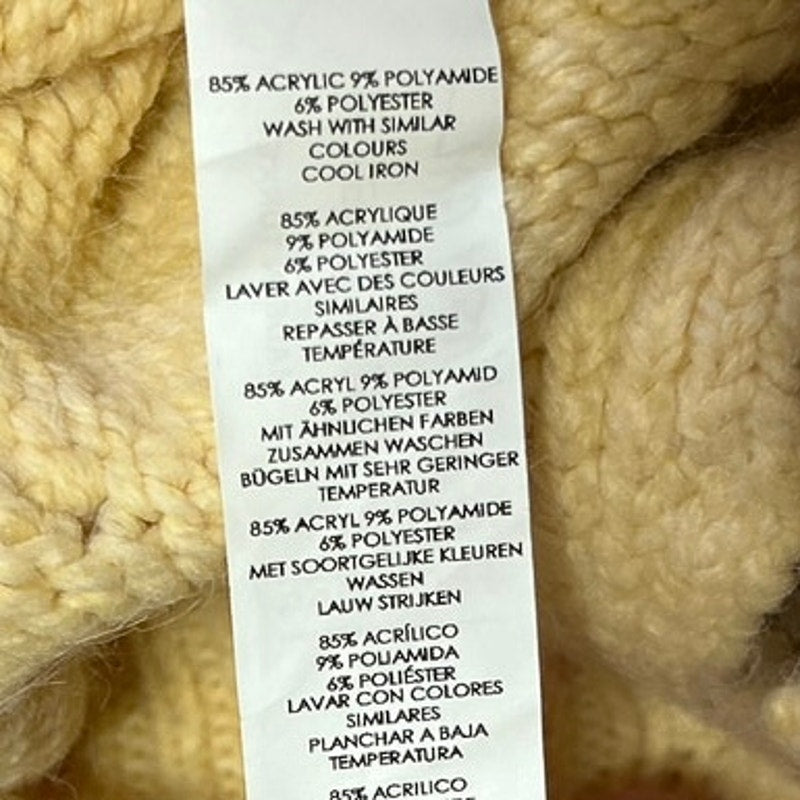 85% ACRYLIC 9% POLYAMIDE
6% POLYESTER
WASH WITH SIMILAR
COLOURS
COOL IRON
85% ACRYLIQUE
9% POLYAMIDE
6% POLYESTER
LAVER AVEC DES COULEURS
SIMILAIRES
REPASSER À BASSE
TEMPÉRATURE
85% ACRYL 9% POLYAMID
6% POLYESTER
MIT ÄHNLICHEN FARBEN
ZUSAMMEN WASCHEN
BÜGELN MIT SEHR GERINGER
TEMPERATUR
85% ACRYL 9% POLYAMIDE
6% POLYESTER
MET SOORTGELIJKE KLEUREN
WASSEN
LAUW STRIJKEN
85% ACRÍLICO
9% POLIAMIDA
6% POLIÉSTER
LAVAR CON COLORES
SIMILARES
PLANCHAR A BAJA
TEMPERATURA
85% ACRILICO